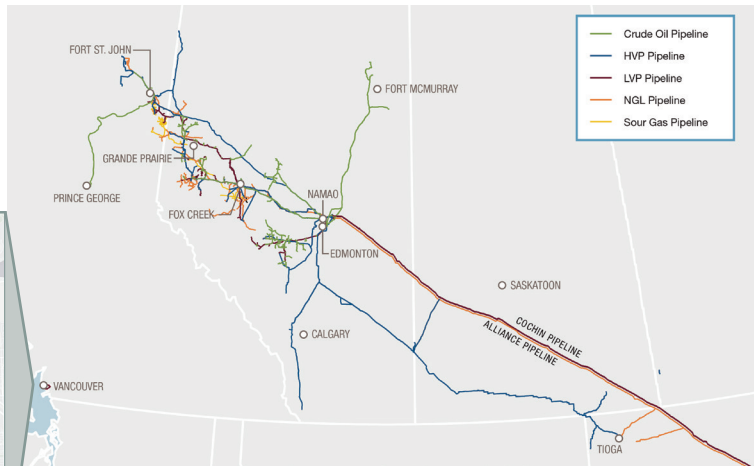 Crude Oil Pipeline
HVP Pipeline
LVP Pipeline
NGL Pipeline
Sour Gas Pipeline
FORT ST. JOHN
FORT MCMURRAY
GRANDE PRAIRIE
PRINCE GEORGE
NAMAO
FOX CREEK
EDMONTON
SASKATOON
COCHIN PIPELINE
ALLIANCE PIPELINE
CALGARY
VANCOUVER
TIOGA